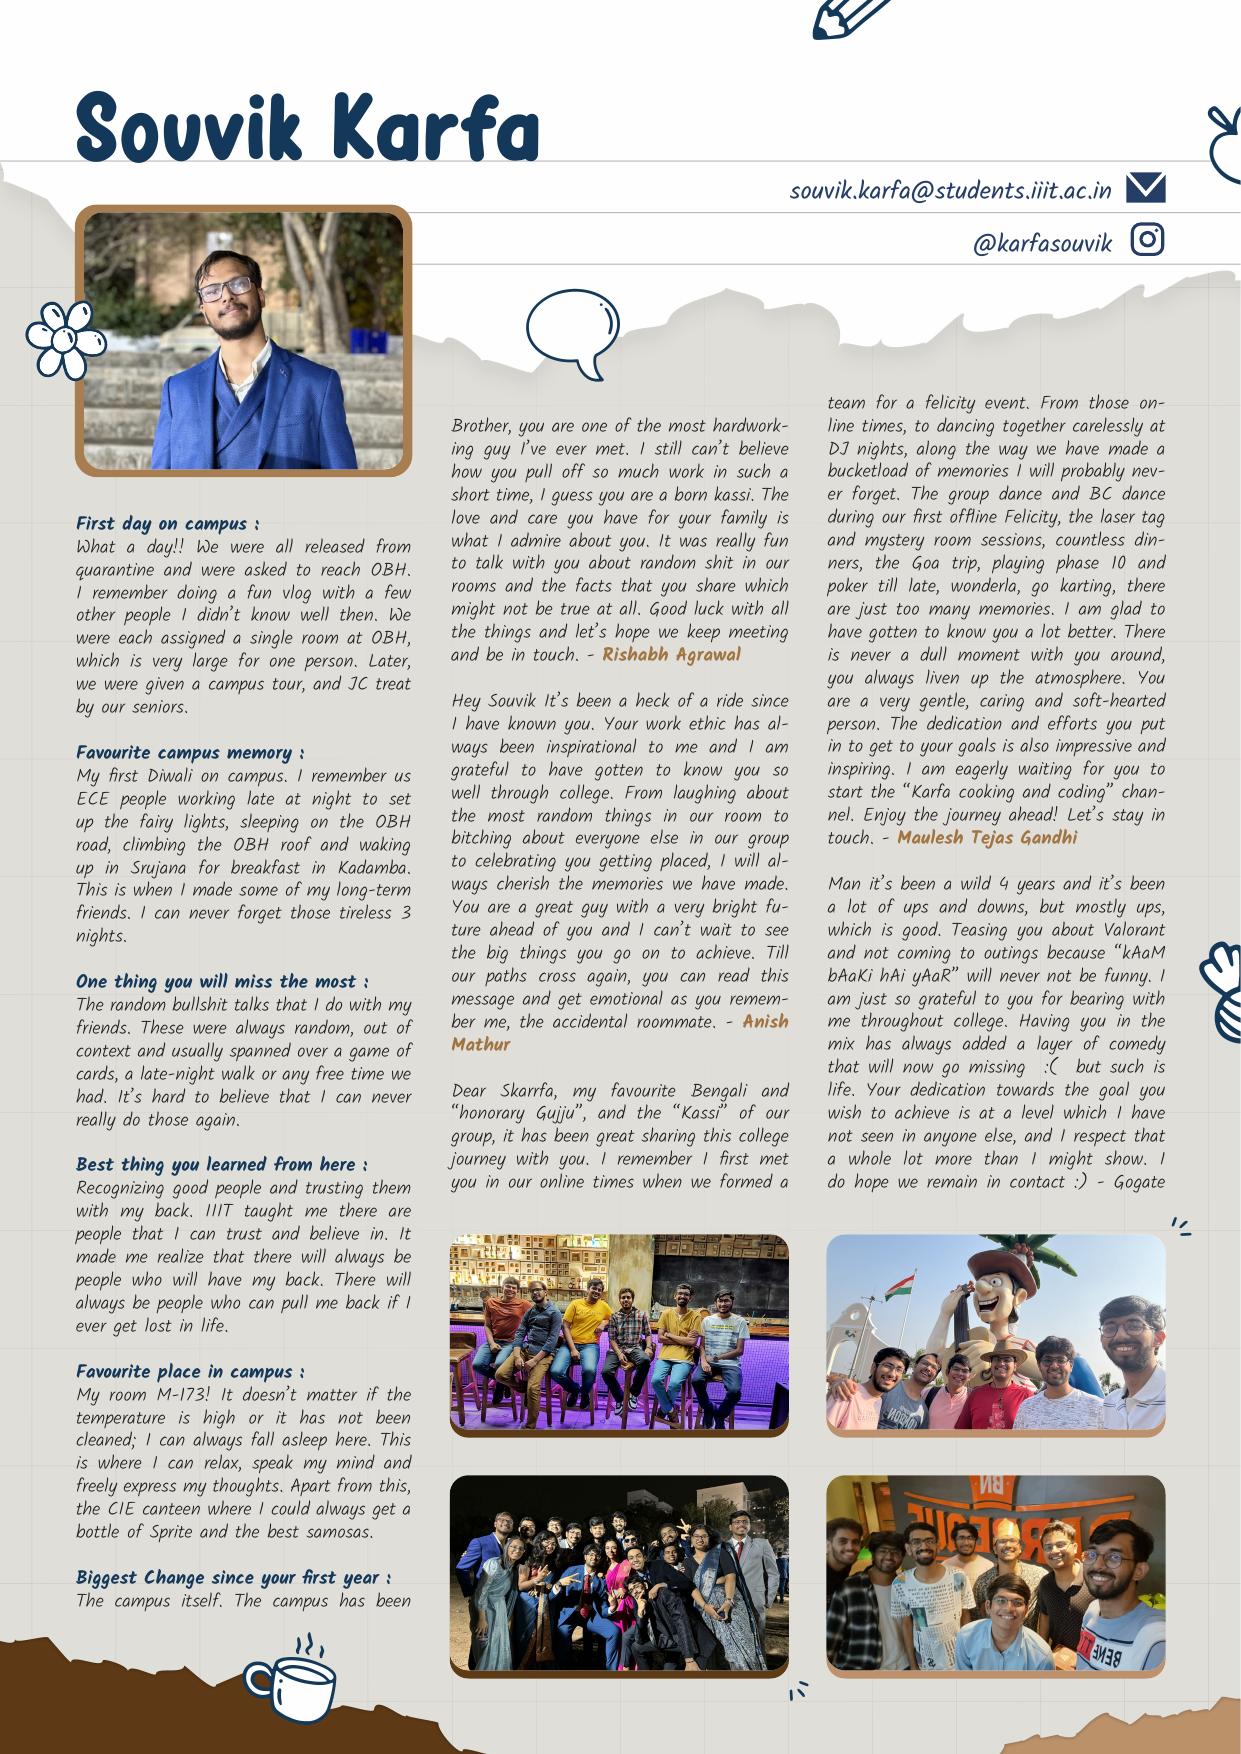 Souvik Karfa
souvik.karfa@students.iiit.ac.in
@karfasouvik
First day on campus :
What a day!! We were all released from
quarantine and were asked to reach OBH.
I remember doing a fun vlog with a few
other people I didn't know well then. We
were each assigned a single room at OBH,
which is very large for one person. Later,
we were given a campus tour, and JC treat
by our seniors.
Favourite campus memory :
My first Diwali on campus. I remember us
ECE people working late at night to set
up the fairy lights, sleeping on the OBH
road, climbing the OBH roof and waking
up in Srujana for breakfast in Kadamba.
This is when I made some of my long-term
friends. I can never forget those tireless 3
nights.
One thing you will miss the most :
The random bullshit talks that I do with my
friends. These were always random, out of
context and usually spanned over a game of
cards, a late-night walk or any free time we
had. It's hard to believe that I can never
really do those again.
Best thing you learned from here :
Recognizing good people and trusting them
with my back. IIIT taught me there are
people that I can trust and believe in. It
made me realize that there will always be
people who will have my back. There will
always be people who can pull me back if I
ever get lost in life.
Favourite place in campus :
My room M-173! It doesn't matter if the
temperature is high or it has not been
cleaned; I can always fall asleep here. This
is where I can relax, speak my mind and
freely express my thoughts. Apart from this,
the CIE canteen where I could always get a
bottle of Sprite and the best samosas.
Biggest Change since your first year :
The campus itself. The campus has been
Brother, you are one of the most hardwork-
ing guy I've ever met. I still can't believe
how you pull off so much work in such a
short time, I guess you are a born kassi. The
love and care you have for your family is
what I admire about you. It was really fun
to talk with you about random shit in our
rooms and the facts that you share which
might not be true at all. Good luck with all
the things and let's hope we keep meeting
and be in touch. - Rishabh Agrawal
Hey Souvik It's been a heck of a ride since
I have known you. Your work ethic has al-
ways been inspirational to me and I am
grateful to have gotten to know you so
well through college. From laughing about
the most random things in our room to
bitching about everyone else in our group
to celebrating you getting placed, I will al-
ways cherish the memories we have made.
You are a great guy with a very bright fu-
ture ahead of you and I can't wait to see
the big things you go on to achieve. Till
our paths cross again, you can read this
message and get emotional as you remem-
ber me, the accidental roommate. - Anish
Mathur
Dear Skarrfa, my favourite Bengali and
"honorary Gujju", and the "Kassi" of our
group, it has been great sharing this college
journey with you. I remember I first met
you in our online times when we formed a
team for a felicity event. From those on-
line times, to dancing together carelessly at
DJ nights, along the way we have made a
bucketload of memories I will probably nev-
er forget. The group dance and BC dance
during our first offline Felicity, the laser tag
and mystery room sessions, countless din-
ners, the Goa trip, playing phase 10 and
poker till late, wonderla, go karting, there
are just too many memories. I am glad to
have gotten to know you a lot better. There
is never a dull moment with you around,
you always liven up the atmosphere. You
are a very gentle, caring and soft-hearted
person. The dedication and efforts you put
in to get to your goals is also impressive and
inspiring. I am eagerly waiting for you to
start the "Karfa cooking and coding" chan-
nel. Enjoy the journey ahead! Let's stay in
touch. - Maulesh Tejas Gandhi
Man it's been a wild 4 years and it's been
a lot of ups and downs, but mostly ups,
which is good. Teasing you about Valorant
and not coming to outings because "kAaM
bAaKi hAi yAaR" will never not be funny. I
am just so grateful to you for bearing with
me throughout college. Having you in the
mix has always added a layer of comedy
that will now go missing :( but such is
life. Your dedication towards the goal you
wish to achieve is at a level which I have
not seen in anyone else, and I respect that
a whole lot more than I might show. I
do hope we remain in contact :) - Gogate